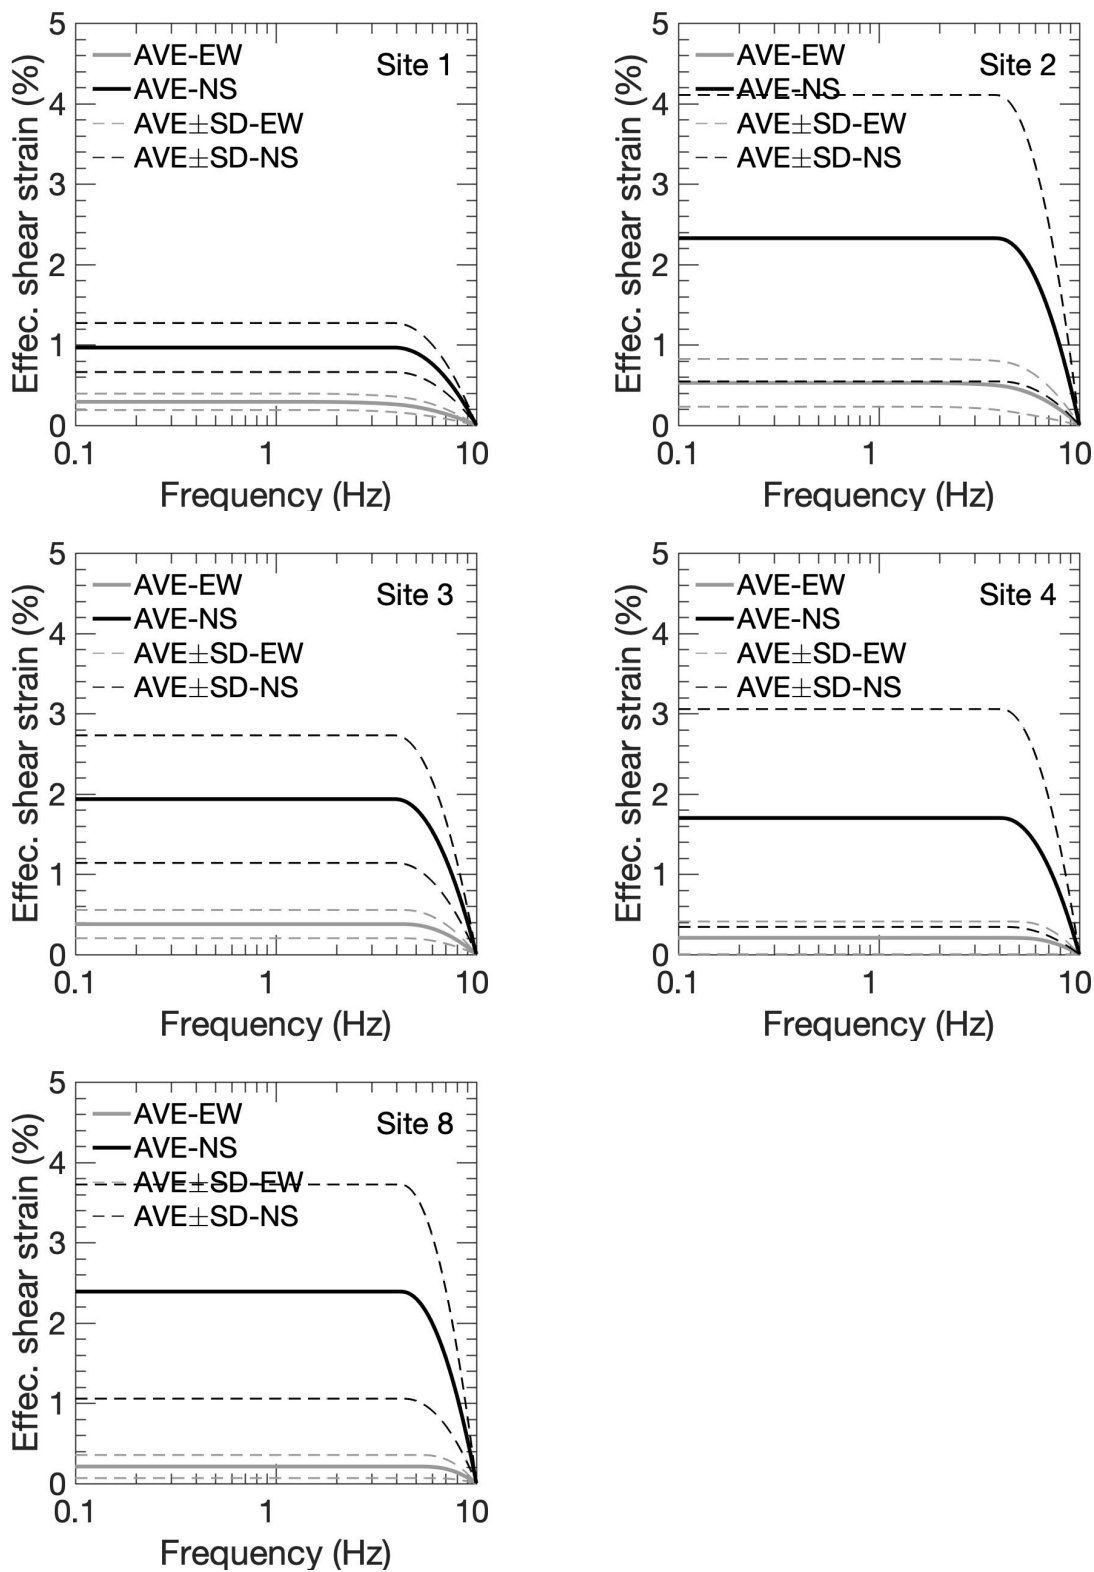 Effec. shear strain (%)
5
4
3
2
1
0
AVE-EW
AVE-NS
AVE±SD-EW
AVE±SD-NS
Site 1
0.1
1
10
Frequency (Hz)
Effec. shear strain (%)
5
4
3
2
1
0
AVE-EW
AVE-NS
AVE±SD-EW
AVE±SD-NS
Site 2
0.1
1
10
Frequency (Hz)
Effec. shear strain (%)
5
4
3
2
1
0
AVE-EW
AVE-NS
AVE±SD-EW
AVE±SD-NS
Site 3
0.1
1
10
Frequency (Hz)
Effec. shear strain (%)
5
4
3
2
1
0
AVE-EW
AVE-NS
AVE±SD-EW
AVE±SD-NS
Site 4
0.1
1
10
Frequency (Hz)
Effec. shear strain (%)
5
4
3
2
1
0
AVE-EW
AVE-NS
AVE±SD-EW
AVE±SD-NS
Site 8
0.1
1
10
Frequency (Hz)